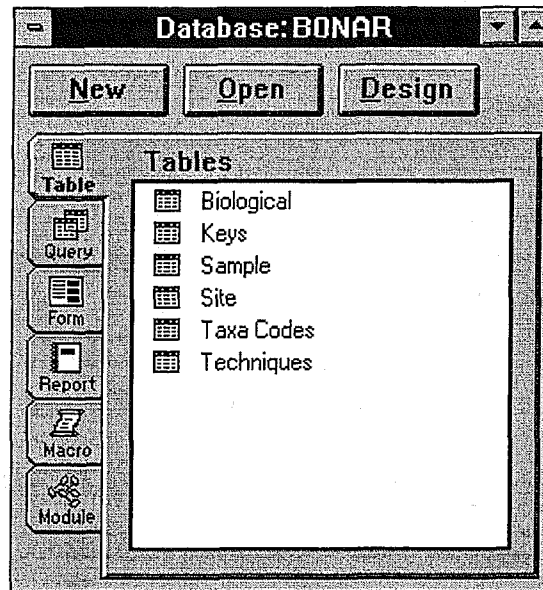 Database: BONAR
New Open Design
Tables
Table
Query
Form
Report
Macro
Module
Biological
Keys
Sample
Site
Taxa Codes
Techniques